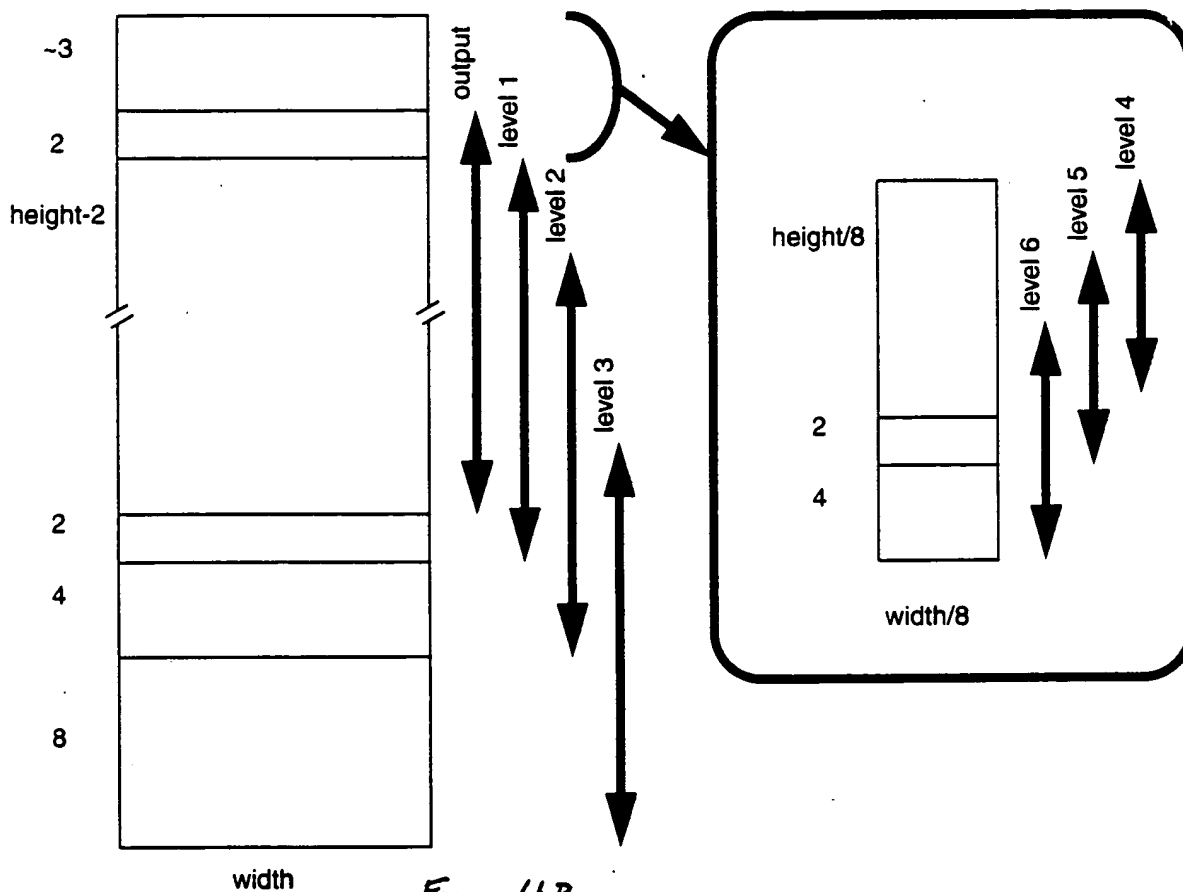 ~3
2
height-2
2
4
8
width
output
level 1
level 2
level 3
height/8
2
4
width/8
level 6
level 5
level 4